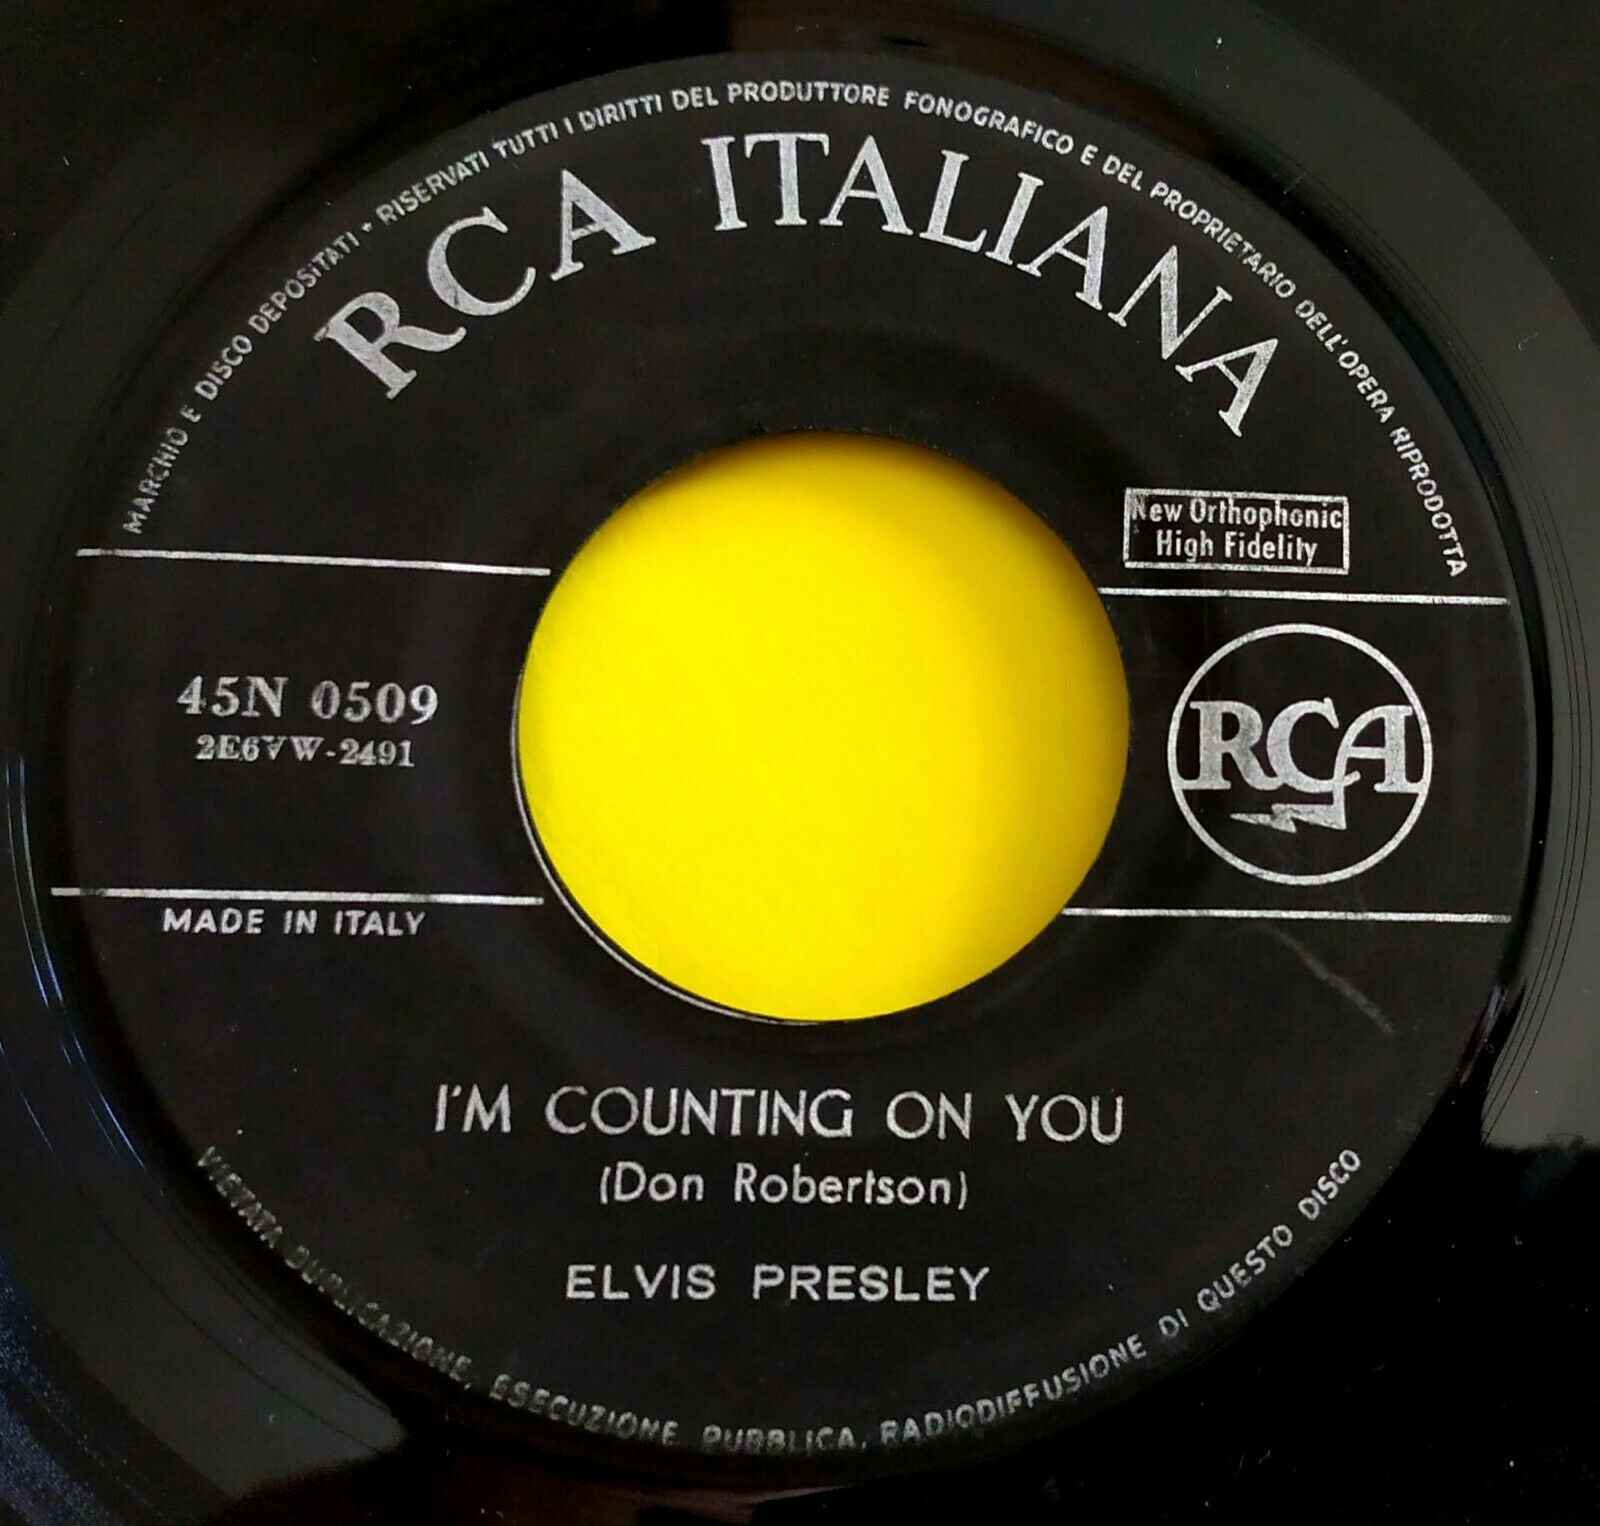 MARCHIO E DISCO DEPOSITATI • RISERVATI TUTTI I DIRITTI DEL PRODUTTORE FONOGRAFICO E DEL PROPRIETARIO DELL'OPERA RIPRODOTTA
RCA ITALIANA
New Orthophonic
High Fidelity
45N 0509
2E6VW-2491
RCA
MADE IN ITALY
I'M COUNTING ON YOU
(Don Robertson)
ELVIS PRESLEY
VIETATA DUPLICAZIONE, ESECUZIONE PUBBLICA, RADIODIFFUSIONE DI QUESTO DISCO